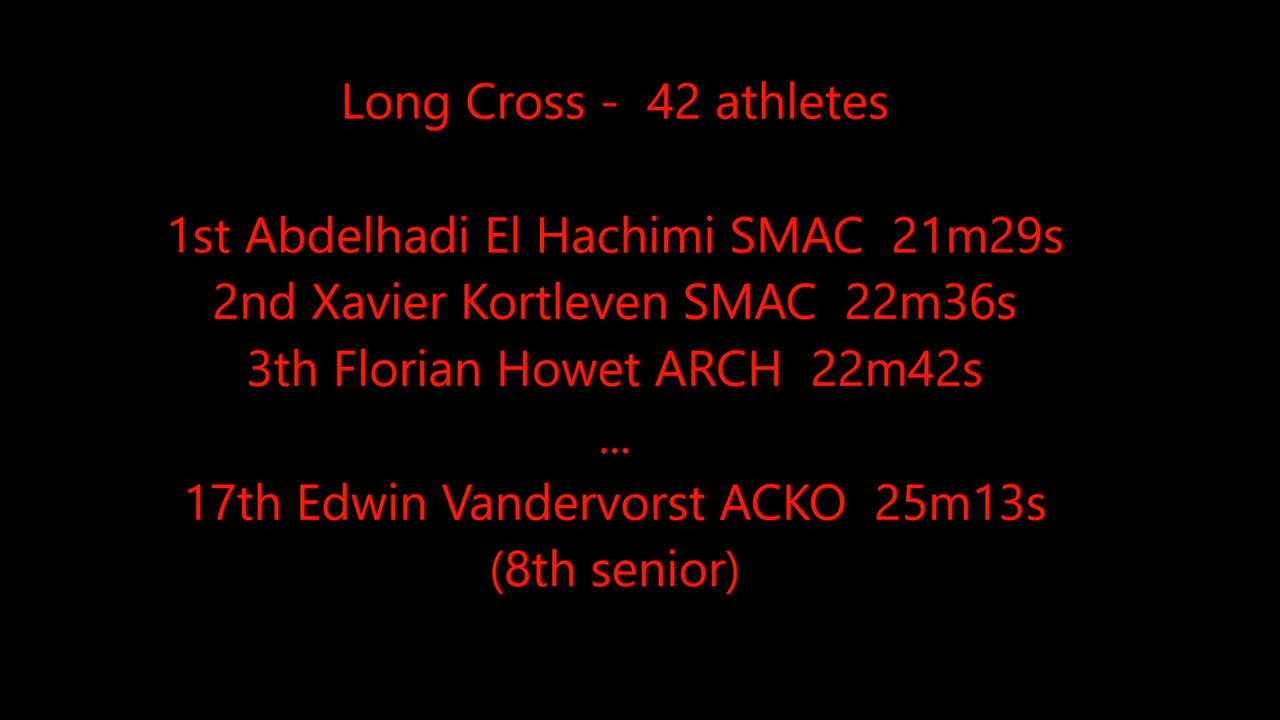 Long Cross -  42 athletes
1st Abdelhadi El Hachimi SMAC  21m29s
2nd Xavier Kortleven SMAC  22m36s
3th Florian Howet ARCH  22m42s
...
17th Edwin Vandervorst ACKO  25m13s
(8th senior)